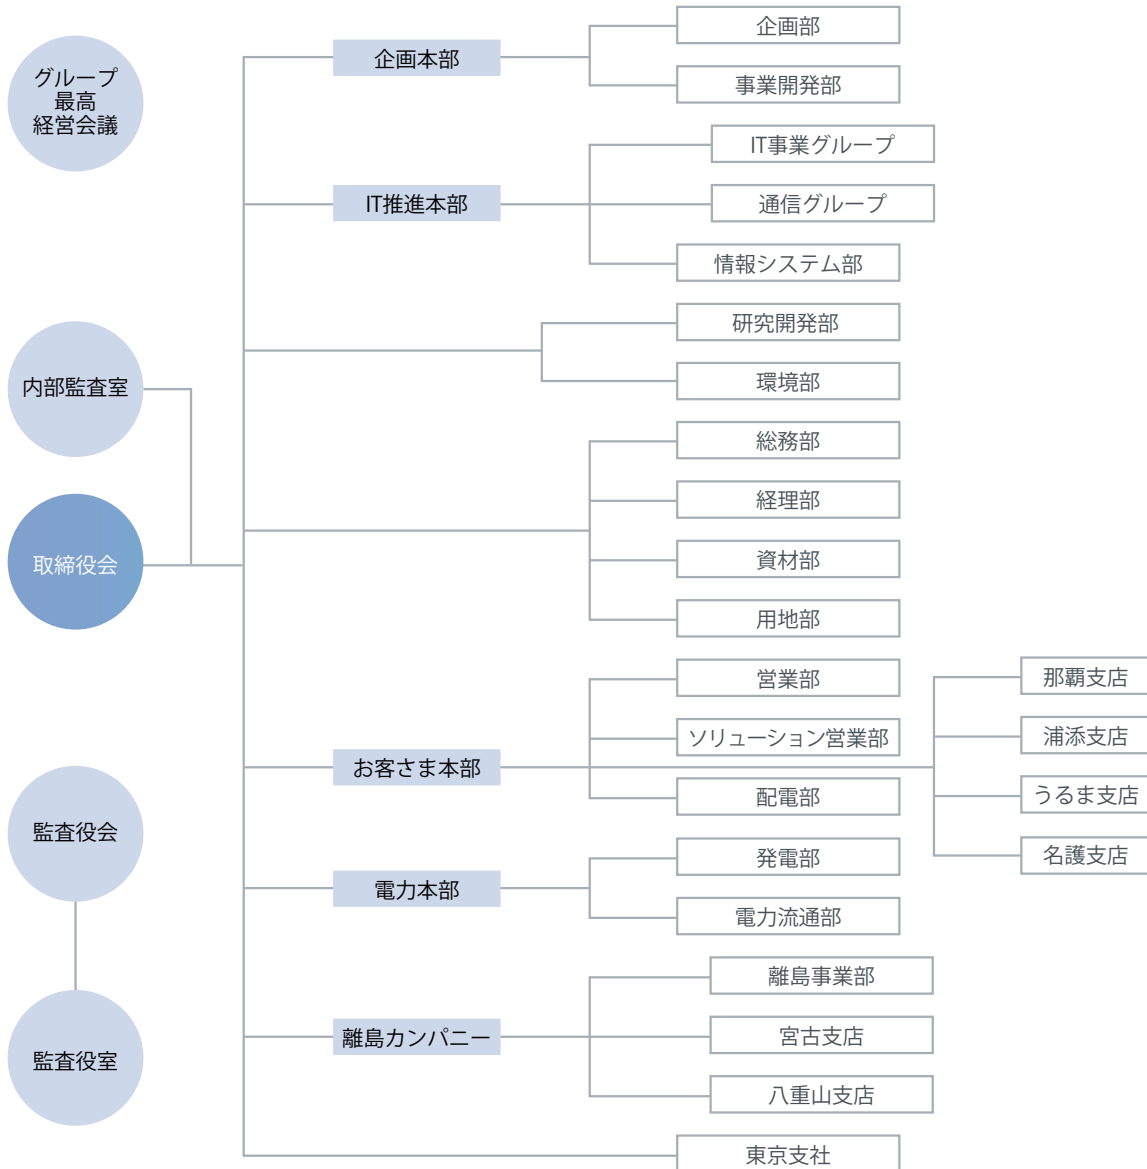 グループ
最高
経営会議
内部監査室
取締役会
監査役会
監査役室
企画本部
企画部
事業開発部
IT推進本部
IT事業グループ
通信グループ
情報システム部
研究開発部
環境部
総務部
経理部
資材部
用地部
お客さま本部
営業部
ソリューション営業部
配電部
那覇支店
浦添支店
うるま支店
名護支店
電力本部
発電部
電力流通部
離島カンパニー
離島事業部
宮古支店
八重山支店
東京支社